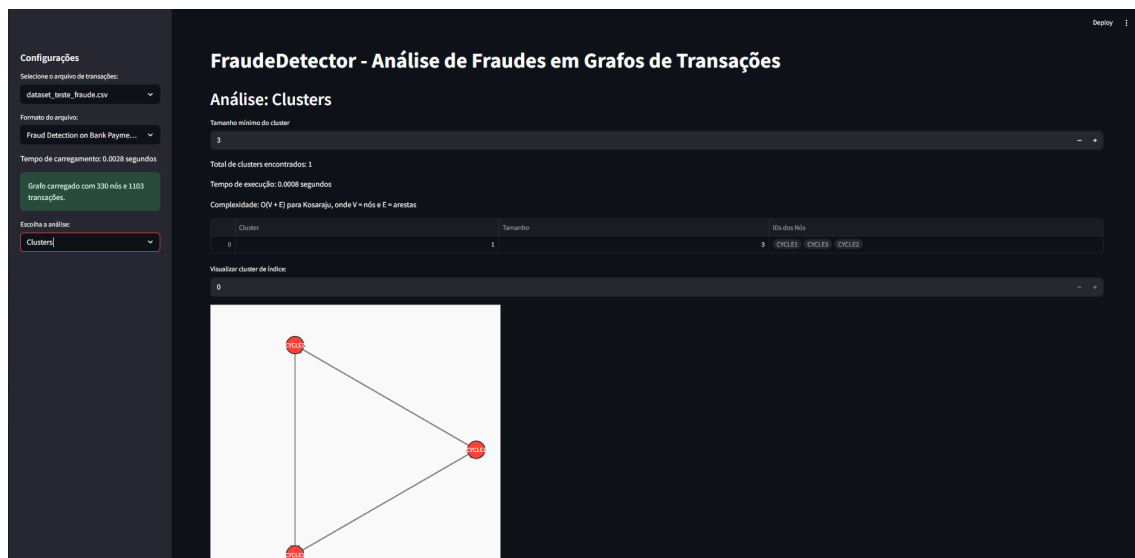 Deploy
Configurações
Selecione o arquivo de transações:
dataset_teste_fraude.csv
Formato do arquivo:
Fraud Detection on Bank Payme...
Tempo de carregamento: 0.0028 segundos
Grafo carregado com 330 nós e 1103
transações.
Escolha a análise:
Clusters
FraudeDetector - Análise de Fraudes em Grafos de Transações
Análise: Clusters
Tamanho mínimo do cluster
3
Total de clusters encontrados: 1
Tempo de execução: 0.0008 segundos
Complexidade: O(V + E) para Kosaraju, onde V = nós e E = arestas
Cluster Tamanho IDs dos Nós
0 1 3 CYCLE1 CYCLE3 CYCLE2
Visualizar cluster de índice:
0